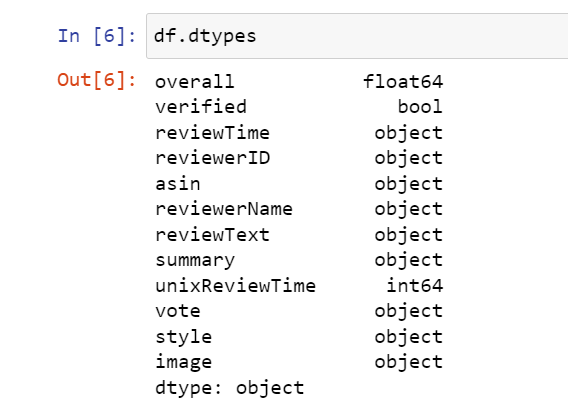 In [6]: df.dtypes
Out[6]: overall float64
verified bool
reviewTime object
reviewerID object
asin object
reviewerName object
reviewText object
summary object
unixReviewTime int64
vote object
style object
image object
dtype: object